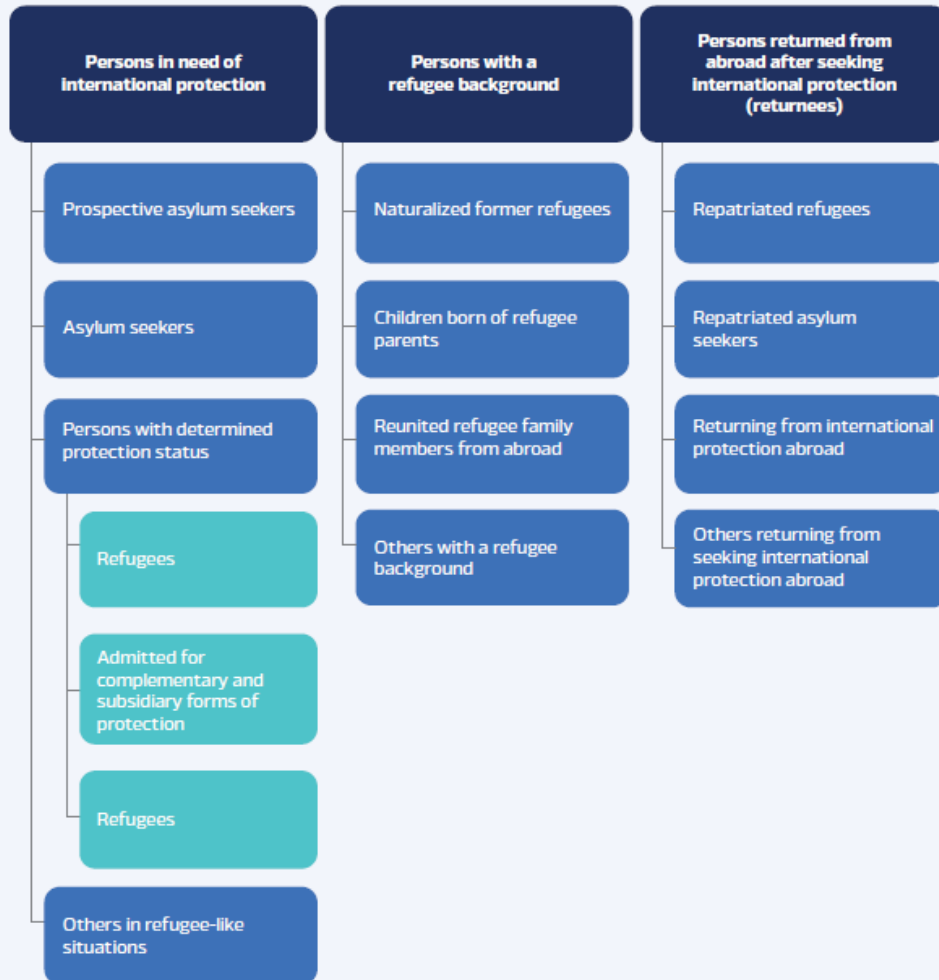 Persons in need of
international protection
Prospective asylum seekers
Asylum seekers
Persons with determined
protection status
Refugees
Admitted for
complementary and
subsidiary forms of
protection
Refugees
Others in refugee-like
situations
Persons with a
refugee background
Naturalized former refugees
Children born of refugee
parents
Reunited refugee family
members from abroad
Others with a refugee
background
Persons returned from
abroad after seeking
international protection
(returnees)
Repatriated refugees
Repatriated asylum
seekers
Returning from international
protection abroad
Others returning from
seeking international
protection abroad